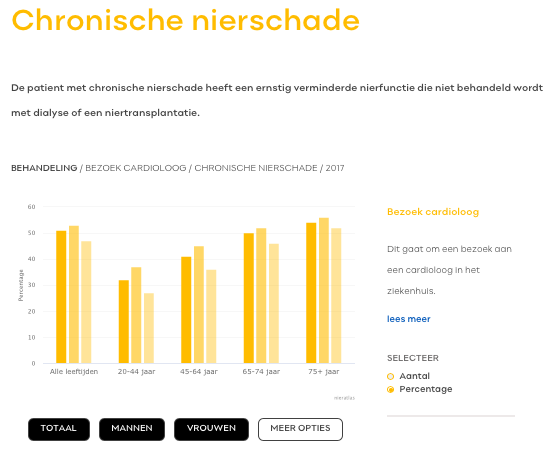 Chronische nierschade
De patient met chronische nierschade heeft een ernstig verminderde nierfunctie die niet behandeld wordt
met dialyse of een niertransplantatie.
BEHANDELING / BEZOEK CARDIOLOOG / CHRONISCHE NIERSCHADE / 2017
60
50
40
30
20
10
0
Percentage
Alle leeftijden 20-44 jaar 45-64 jaar 65-74 jaar 75+ jaar
nieratlas
TOTAAL MANNEN VROUWEN MEER OPTIES
Bezoek cardioloog
Dit gaat om een bezoek aan
een cardioloog in het
ziekenhuis.
lees meer
SELECTEER
Aantal
Percentage